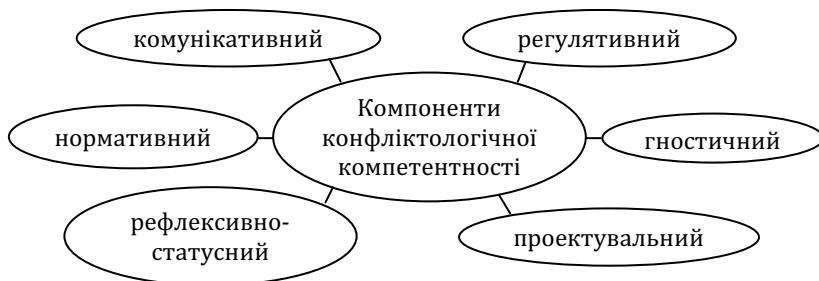 комунікативний
регулятивний
Компоненти
конфліктологічної
компетентності
нормативний
гностичний
рефлексивно-
статусний
проектувальний